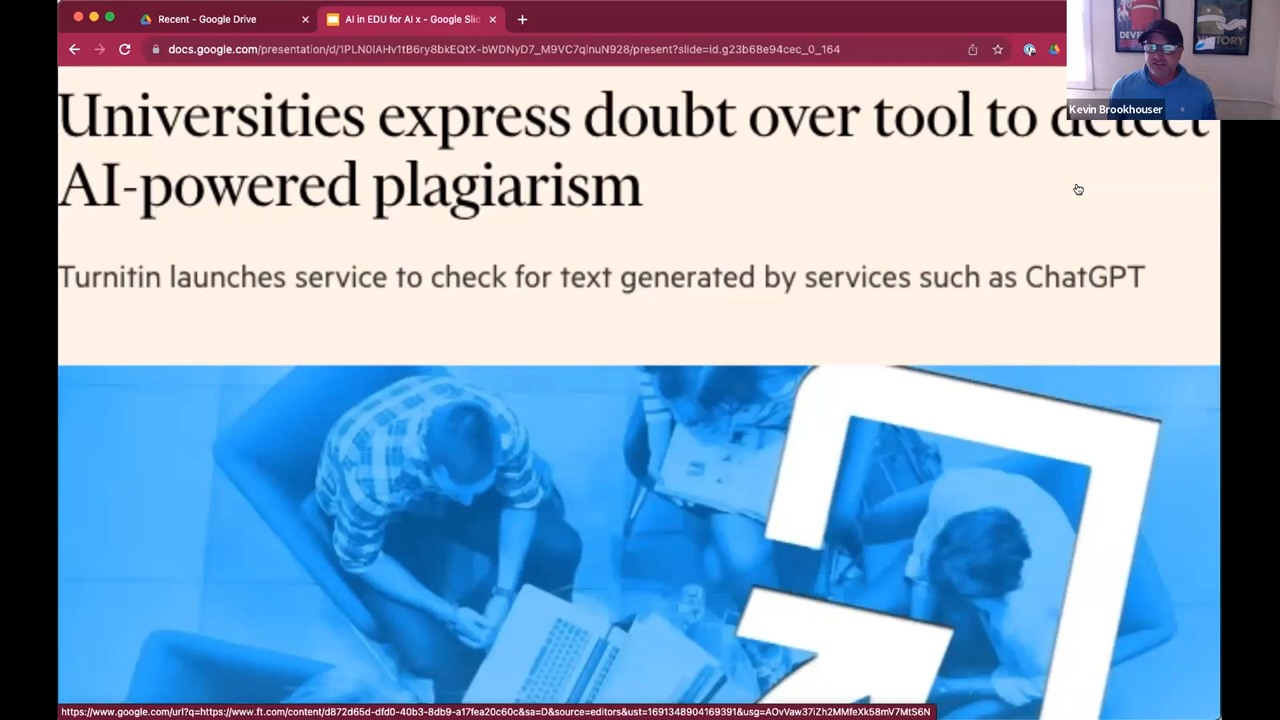 Recent - Google Drive
AI in EDU for AI x - Google Slid
docs.google.com/presentation/d/1PLN0lAHv1tB6ry8bkEQtX-bWDNyD7_M9VC7qlnuN928/present?slide=id.g23b68e94cec_0_164
Kevin Brookhouser
Universities express doubt over tool to detect
AI-powered plagiarism
Turnitin launches service to check for text generated by services such as ChatGPT
https://www.google.com/url?q=https://www.ft.com/content/d872d65d-dfd0-40b3-8db9-a17fea20c60c&sa=D&source=editors&ust=1691348904169391&usg=AOvVaw37iZh2MMfeXk58mV7MtS6N